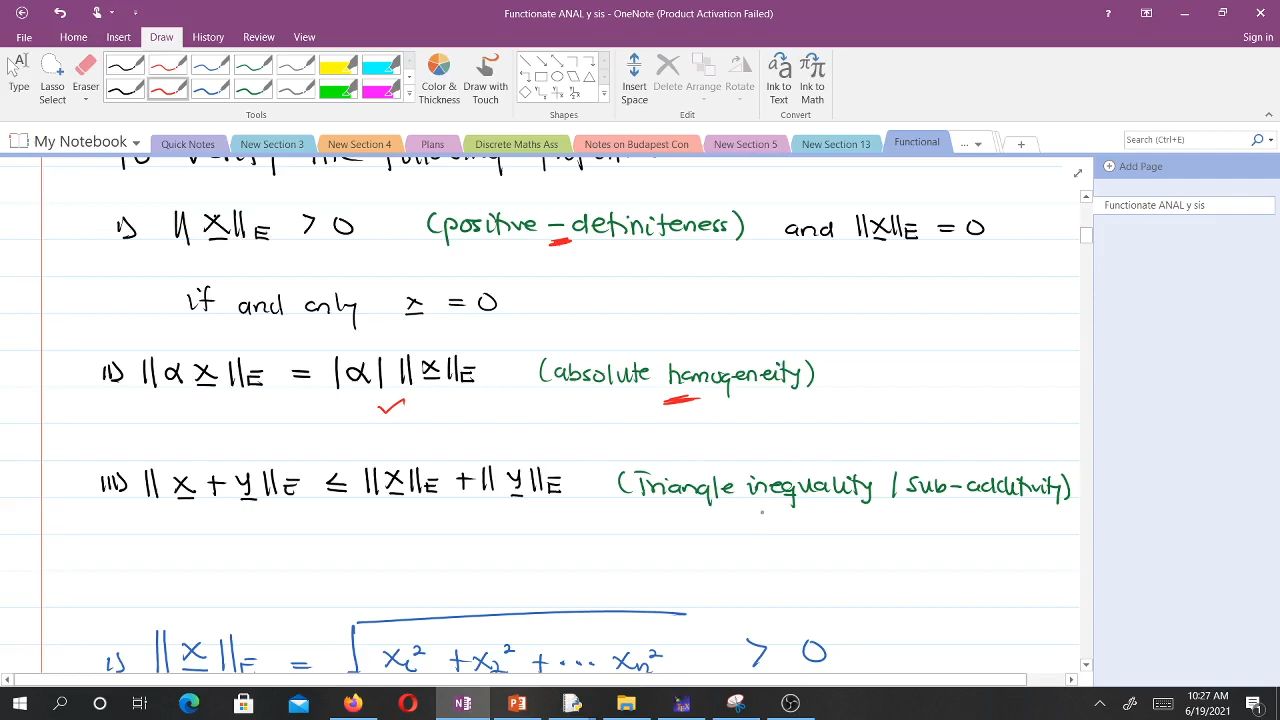 Functionate ANAL y sis - OneNote (Product Activation Failed)
Sign in
File Home Insert Draw History Review View
Type Lasso Select Eraser Color & Thickness Draw with Touch Insert Space Delete Arrange Rotate Ink to Text Ink to Math
Tools Shapes Edit Convert
My Notebook Quick Notes New Section 3 New Section 4 Plans Discrete Maths Ass Notes on Budapest Con New Section 5 New Section 13 Functional ... Search (Ctrl+E)
Add Page
Functionate ANAL y sis
the following
i) ||x||E > 0 (positive - definiteness) and ||x||E = 0
if and only x = 0
ii) ||α x||E = |α| ||x||E (absolute hamogeneity)
iii) ||x + y||E ≤ ||x||E + ||y||E (Triangle inequality / sub-additivity)
i) ||x||E = √x₁² + x₂² + ... xn² > 0
10:27 AM
6/19/2021